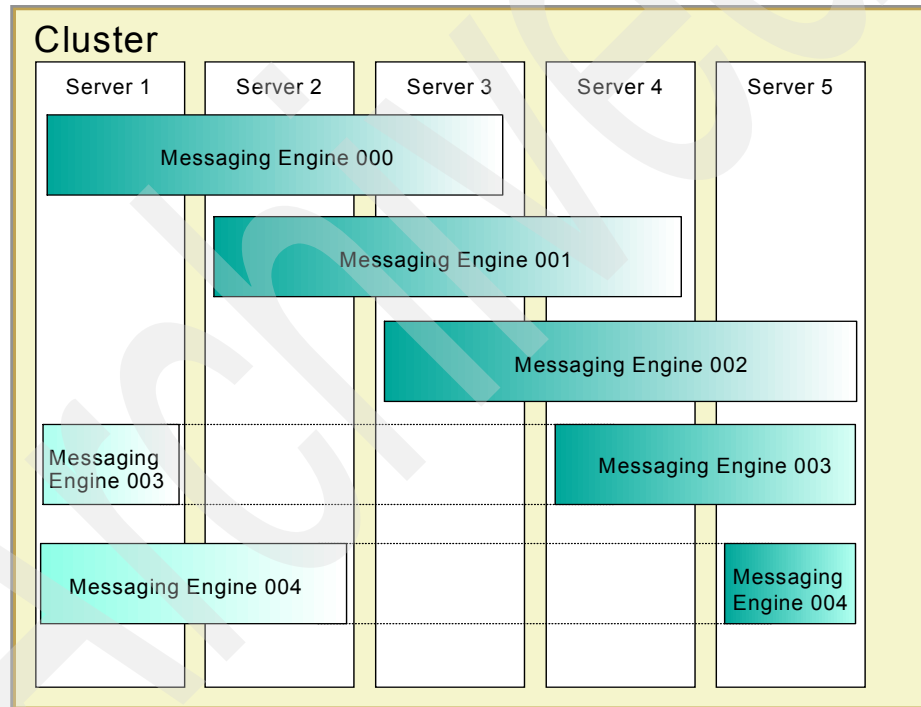 Cluster
Server 1
Server 2
Server 3
Server 4
Server 5
Messaging Engine 000
Messaging Engine 001
Messaging Engine 002
Messaging
Engine 003
Messaging Engine 003
Messaging Engine 004
Messaging
Engine 004